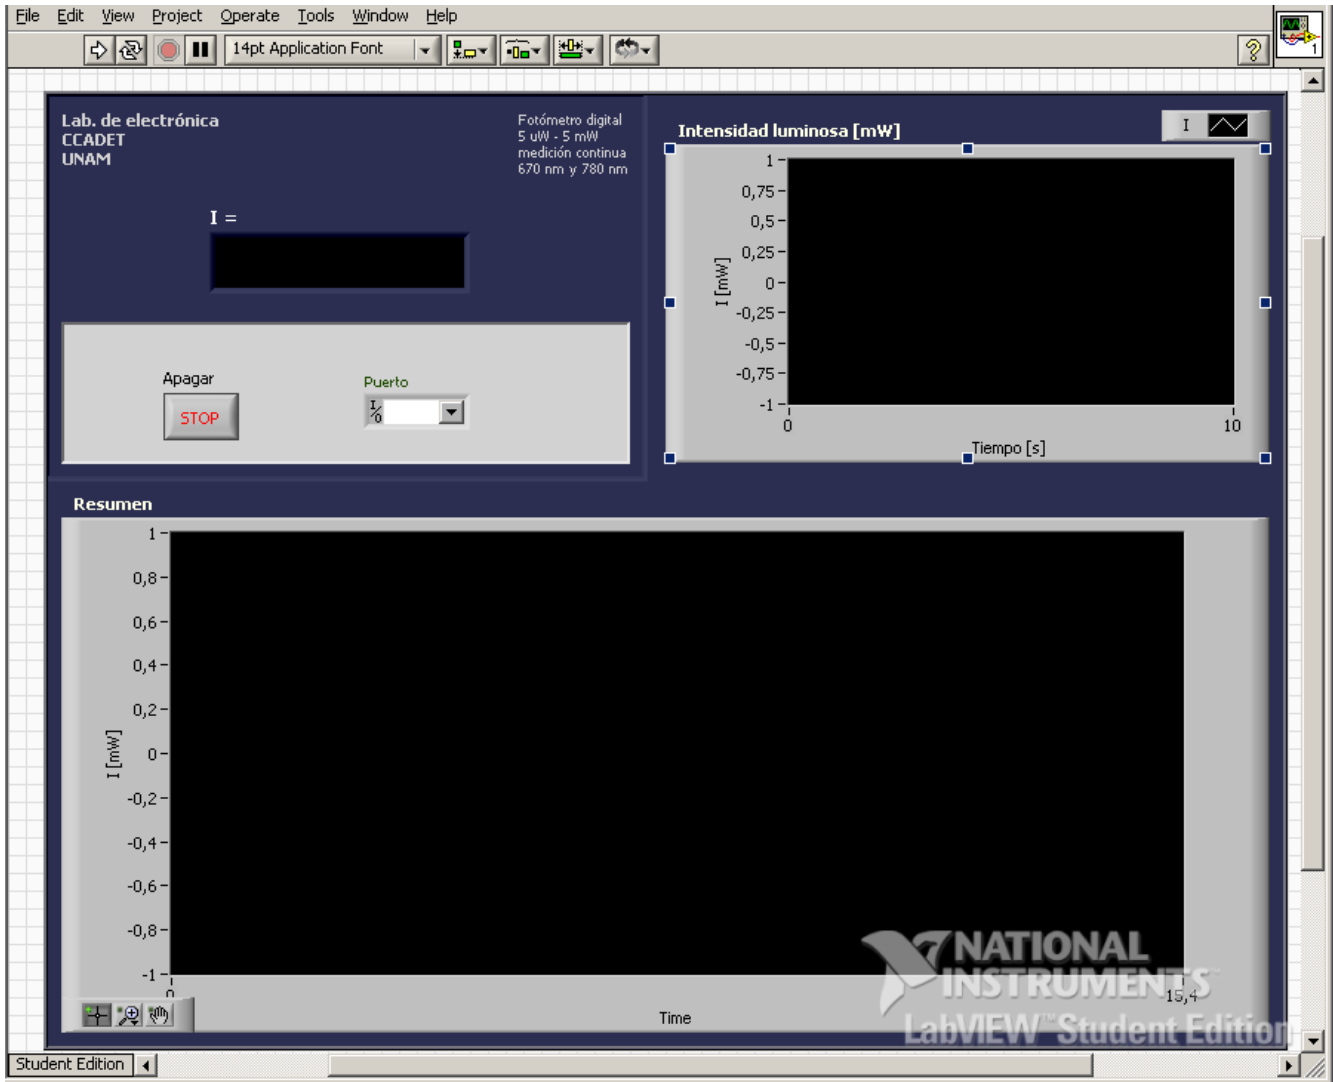 File Edit View Project Operate Tools Window Help
14pt Application Font
1
Lab. de electrónica
CCADET
UNAM
Fotómetro digital
5 uW - 5 mW
medición continua
670 nm y 780 nm
I =
Apagar
STOP
Puerto
I/O
Intensidad luminosa [mW]
I
1
0,75
0,5
0,25
0
-0,25
-0,5
-0,75
-1
I [mW]
0
10
Tiempo [s]
Resumen
1
0,8
0,6
0,4
0,2
0
-0,2
-0,4
-0,6
-0,8
-1
I [mW]
0
15,4
Time
NATIONAL
INSTRUMENTS
LabVIEW™ Student Edition
Student Edition